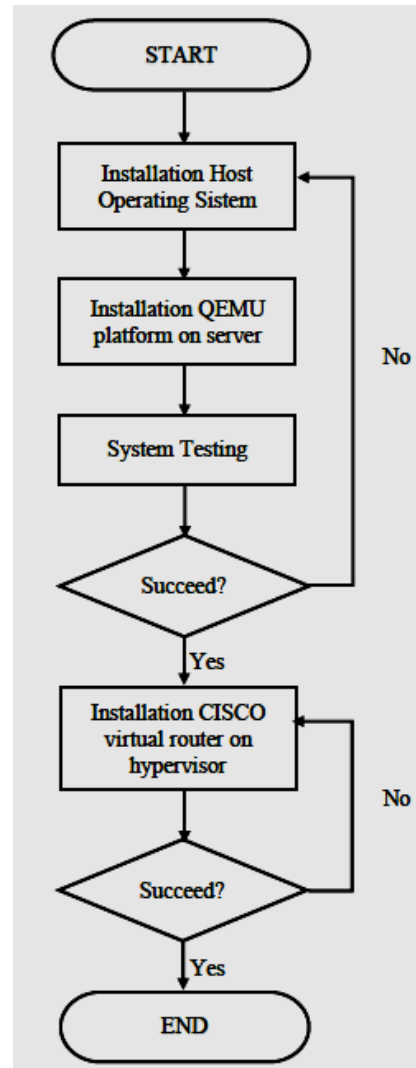 START
Installation Host
Operating Sistem
Installation QEMU
platform on server
No
System Testing
Succeed?
Yes
Installation CISCO
virtual router on
hypervisor
No
Succeed?
Yes
END